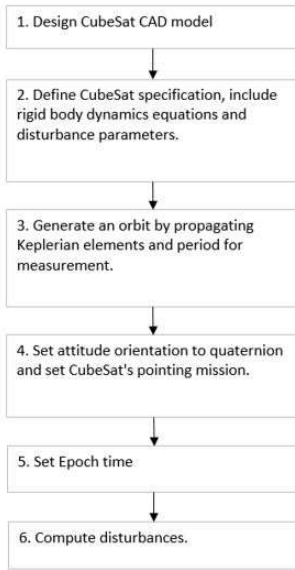 1. Design CubeSat CAD model
2. Define CubeSat specification, include
rigid body dynamics equations and
disturbance parameters.
3. Generate an orbit by propagating
Keplerian elements and period for
measurement.
4. Set attitude orientation to quaternion
and set CubeSat's pointing mission.
5. Set Epoch time
6. Compute disturbances.